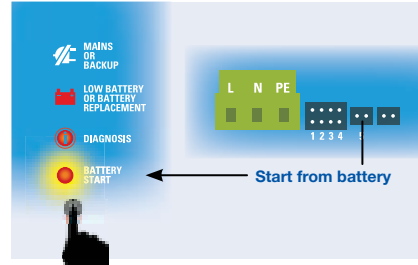 MAINS
OR
BACKUP
LOW BATTERY
OR BATTERY
REPLACEMENT
DIAGNOSIS
BATTERY
START
L N PE
1 2 3 4 5
Start from battery